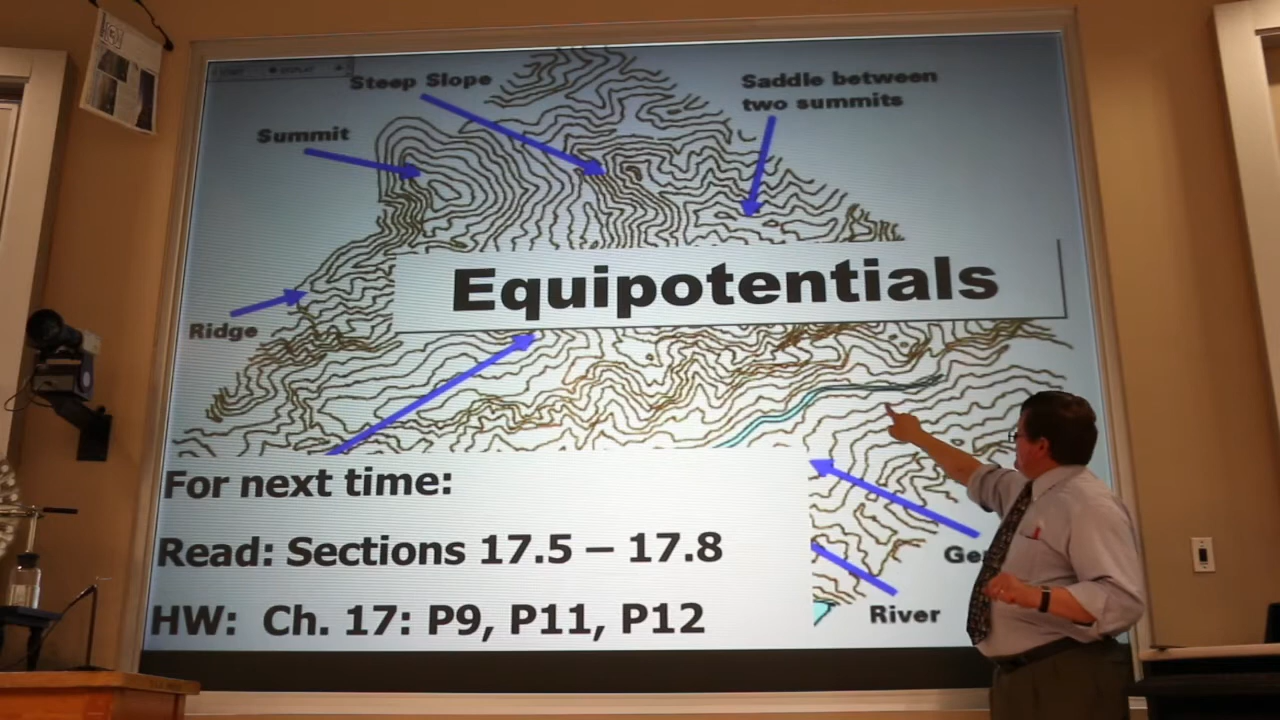 Steep Slope
Saddle between
two summits
Summit
Equipotentials
Ridge
For next time:
Read: Sections 17.5 – 17.8
HW: Ch. 17: P9, P11, P12
River